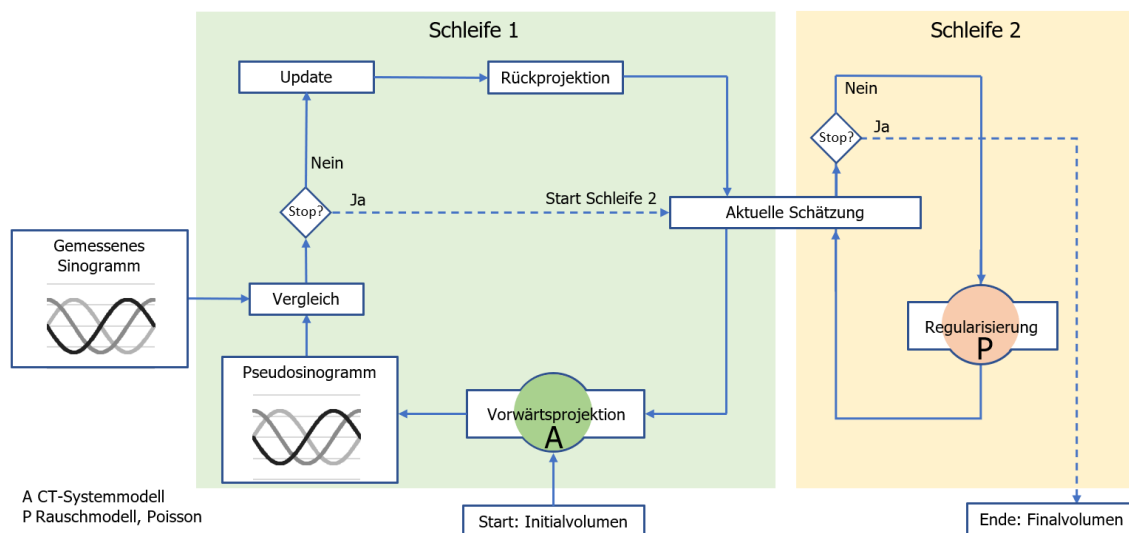 Schleife 1
Schleife 2
Update
Rückprojektion
Nein
Ja
Stop?
Nein
Stop?
Ja
Start Schleife 2
Aktuelle Schätzung
Gemessenes
Sinogramm
Vergleich
Regularisierung
P
Pseudosinogramm
Vorwärtsprojektion
A
A CT-Systemmodell
P Rauschmodell, Poisson
Start: Initialvolumen
Ende: Finalvolumen